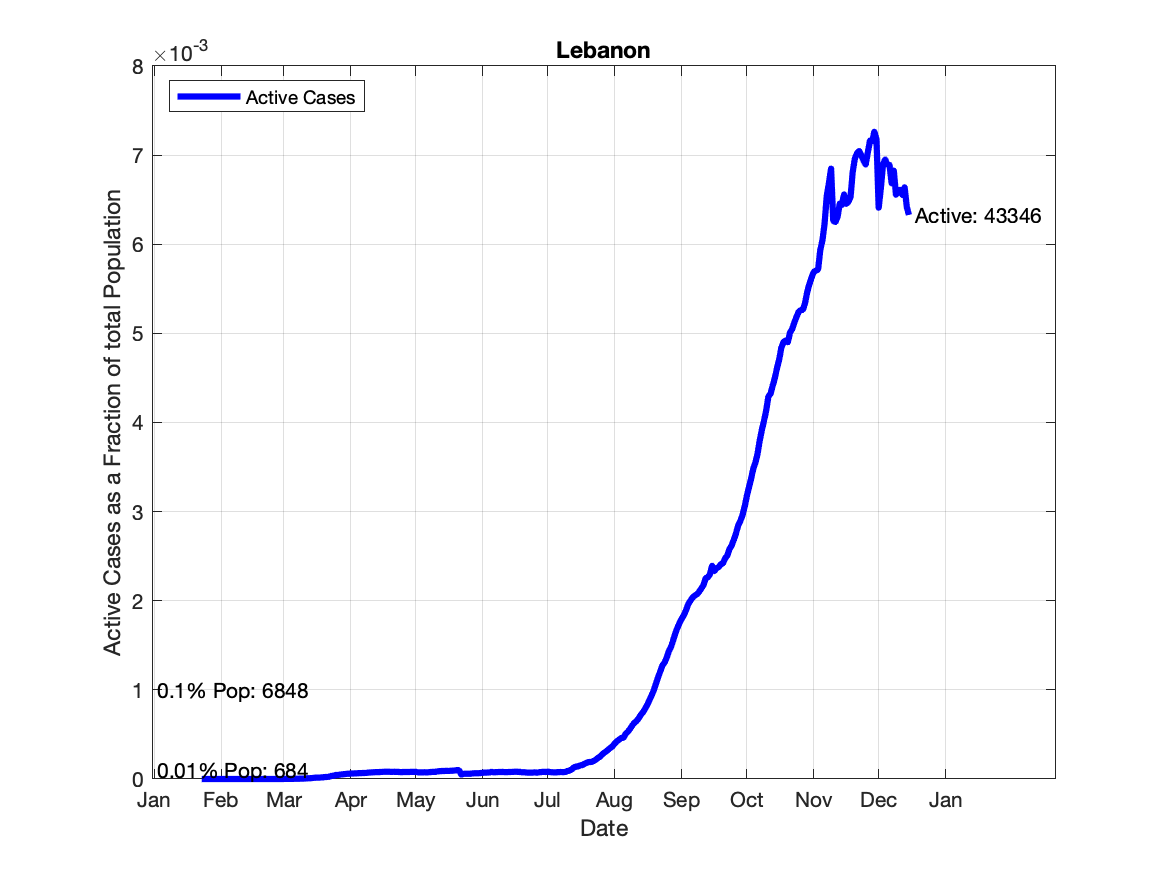 Lebanon
×10-3
Active Cases
8
7
6
5
4
3
2
1
0
Active Cases as a Fraction of total Population
Active: 43346
0.1% Pop: 6848
0.01% Pop: 684
Jan Feb Mar Apr May Jun Jul Aug Sep Oct Nov Dec Jan
Date